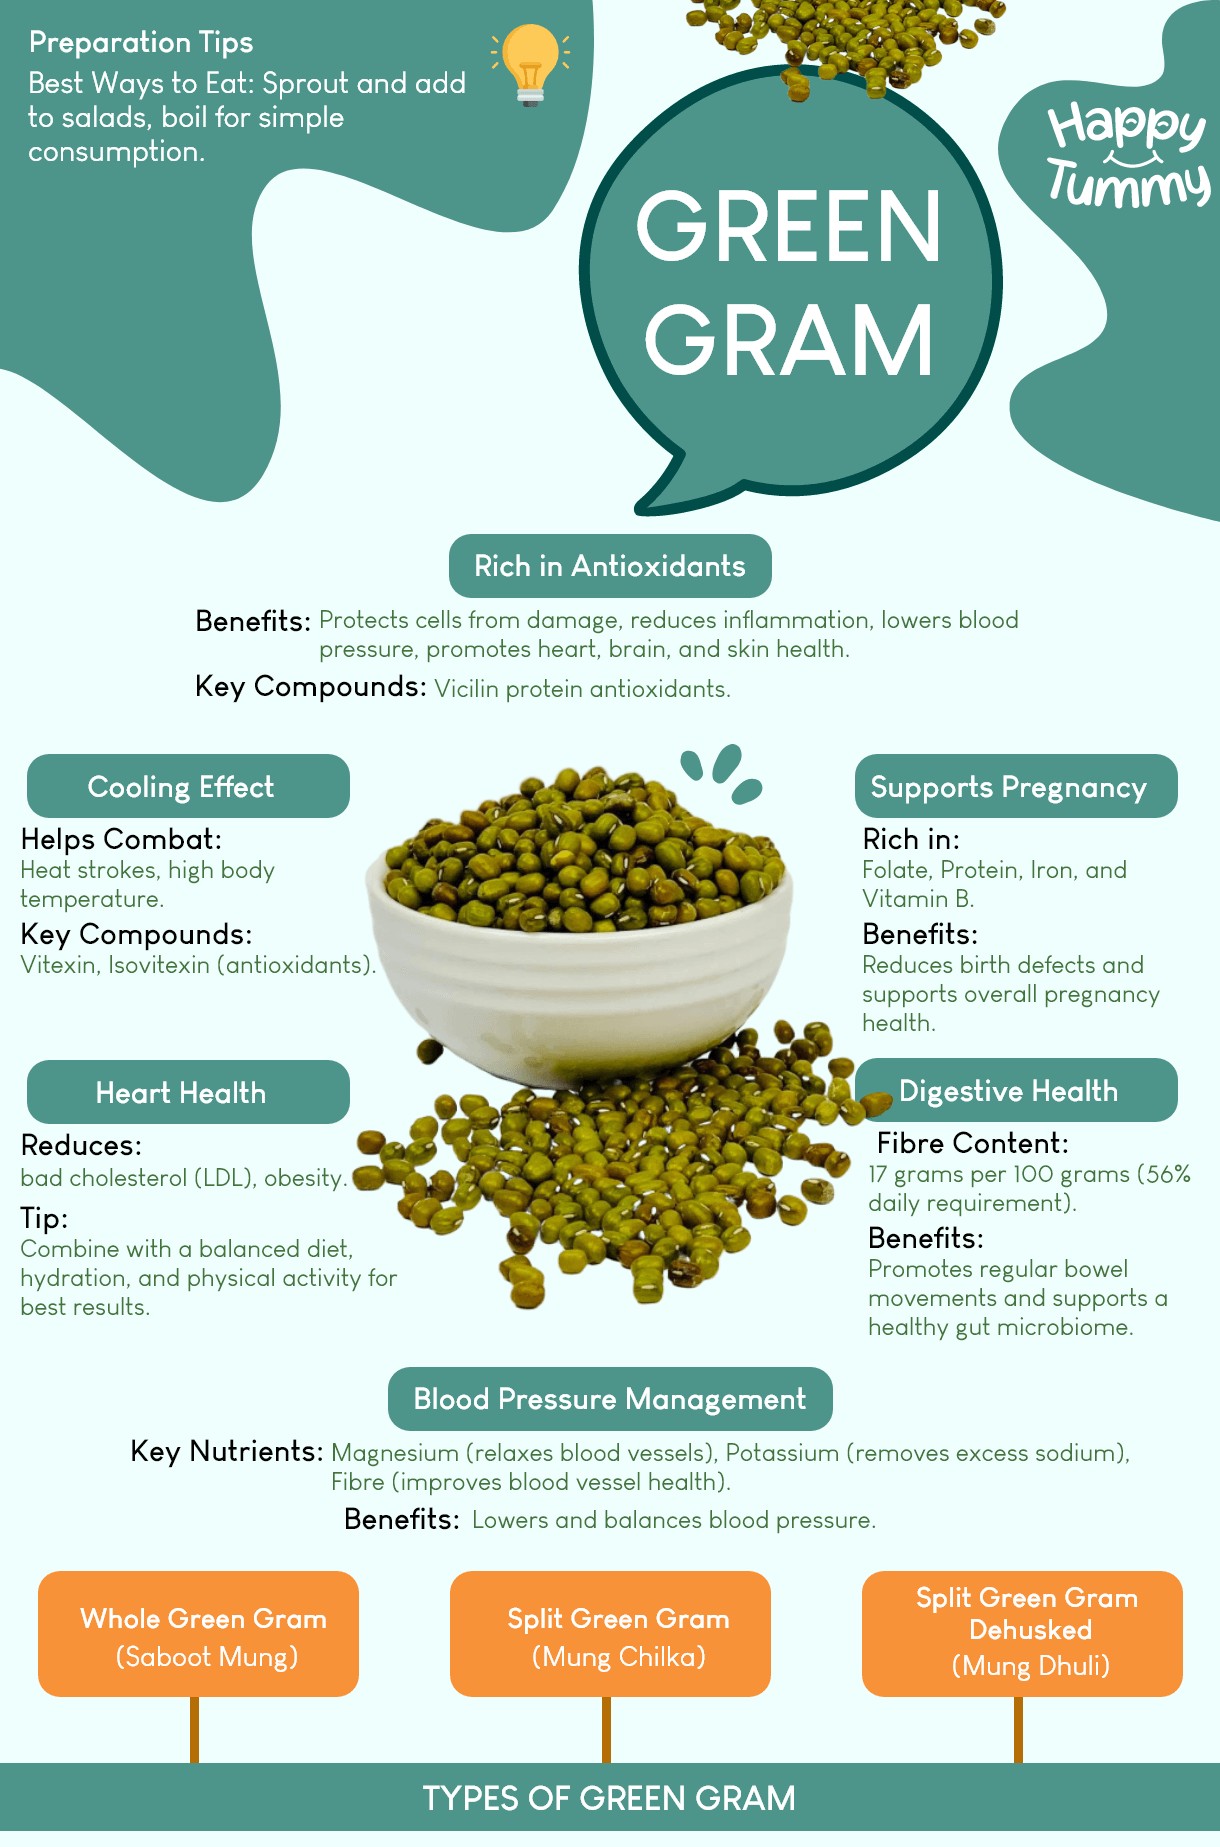 Preparation Tips
Best Ways to Eat: Sprout and add
to salads, boil for simple
consumption.
Happy
Tummy
GREEN
GRAM
Rich in Antioxidants
Benefits: Protects cells from damage, reduces inflammation, lowers blood
pressure, promotes heart, brain, and skin health.
Key Compounds: Vicilin protein antioxidants.
Cooling Effect
Helps Combat:
Heat strokes, high body
temperature.
Key Compounds:
Vitexin, Isovitexin (antioxidants).
Supports Pregnancy
Rich in:
Folate, Protein, Iron, and
Vitamin B.
Benefits:
Reduces birth defects and
supports overall pregnancy
health.
Heart Health
Reduces:
bad cholesterol (LDL), obesity.
Tip:
Combine with a balanced diet,
hydration, and physical activity for
best results.
Digestive Health
Fibre Content:
17 grams per 100 grams (56%
daily requirement).
Benefits:
Promotes regular bowel
movements and supports a
healthy gut microbiome.
Blood Pressure Management
Key Nutrients: Magnesium (relaxes blood vessels), Potassium (removes excess sodium),
Fibre (improves blood vessel health).
Benefits: Lowers and balances blood pressure.
Whole Green Gram
(Saboot Mung)
Split Green Gram
(Mung Chilka)
Split Green Gram
Dehusked
(Mung Dhuli)
TYPES OF GREEN GRAM